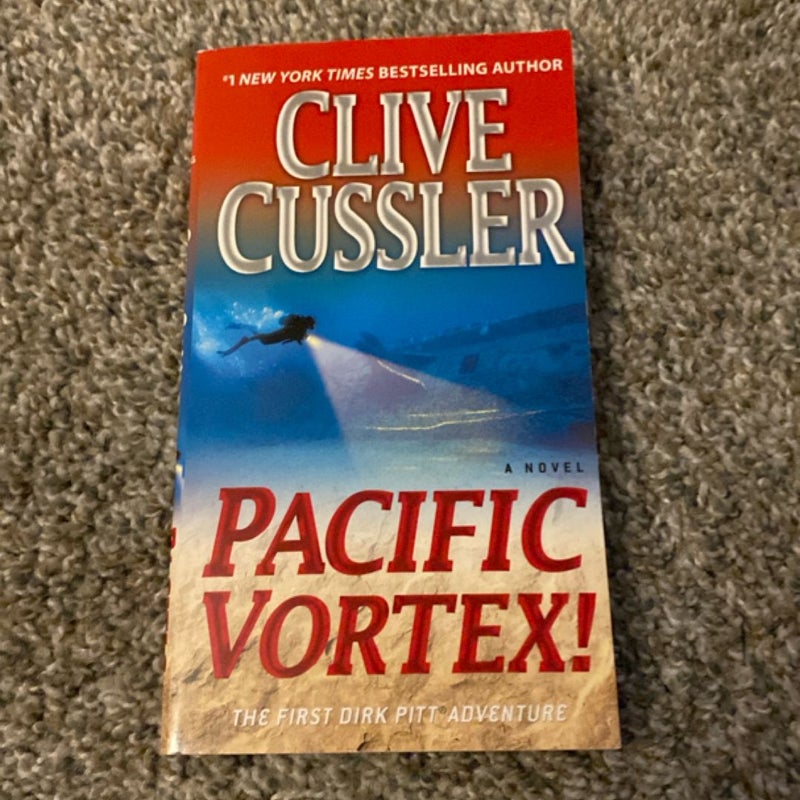 #1 NEW YORK TIMES BESTSELLING AUTHOR
CLIVE
CUSSLER
A NOVEL
PACIFIC
VORTEX!
THE FIRST DIRK PITT ADVENTURE